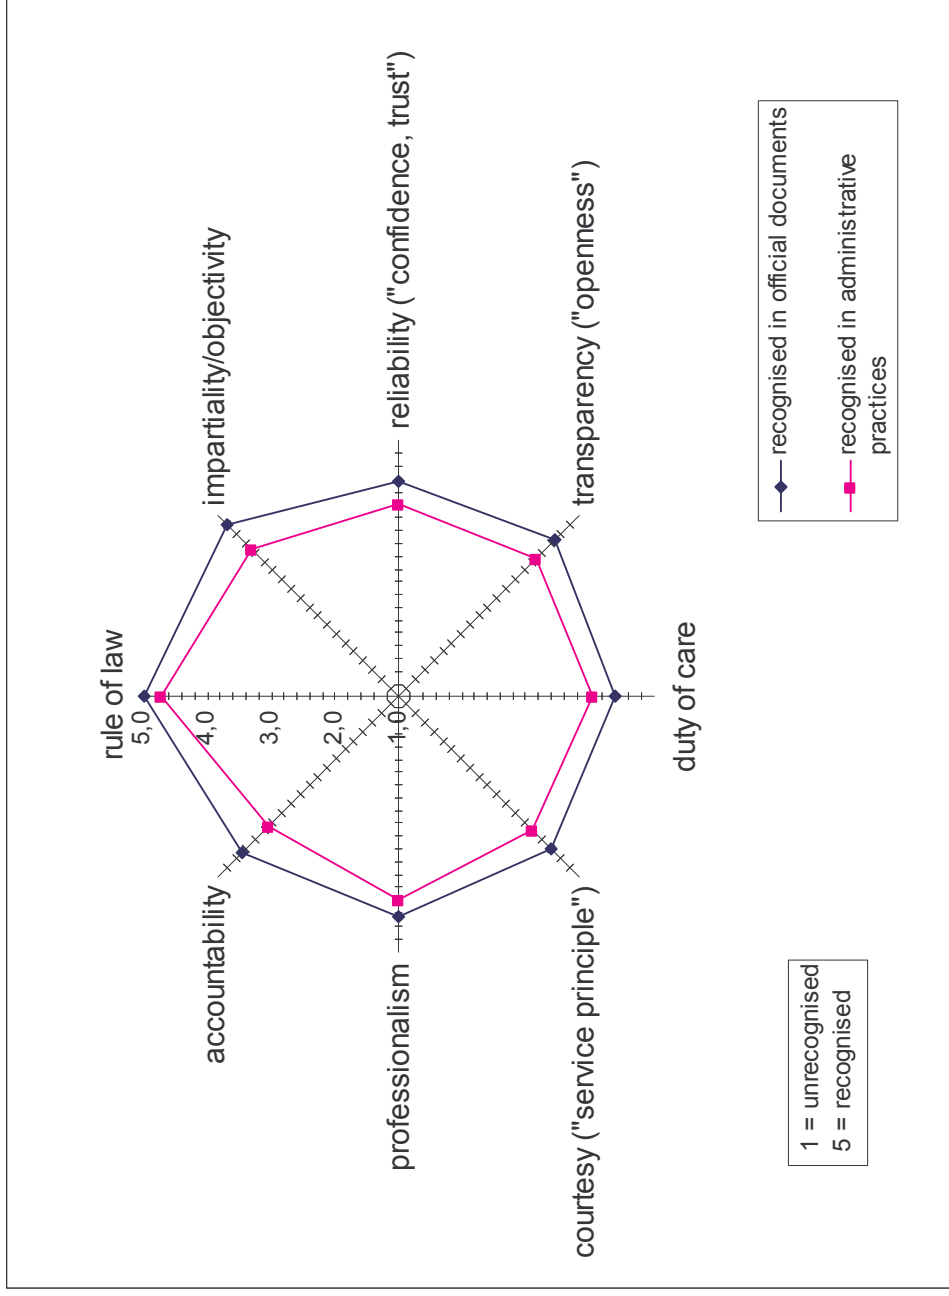 rule of law
5,0
4,0
3,0
2,0
1,0
impartiality/objectivity
reliability ("confidence, trust")
transparency ("openness")
duty of care
courtesy ("service principle")
professionalism
accountability
recognised in official documents
recognised in administrative
practices
1 = unrecognised
5 = recognised